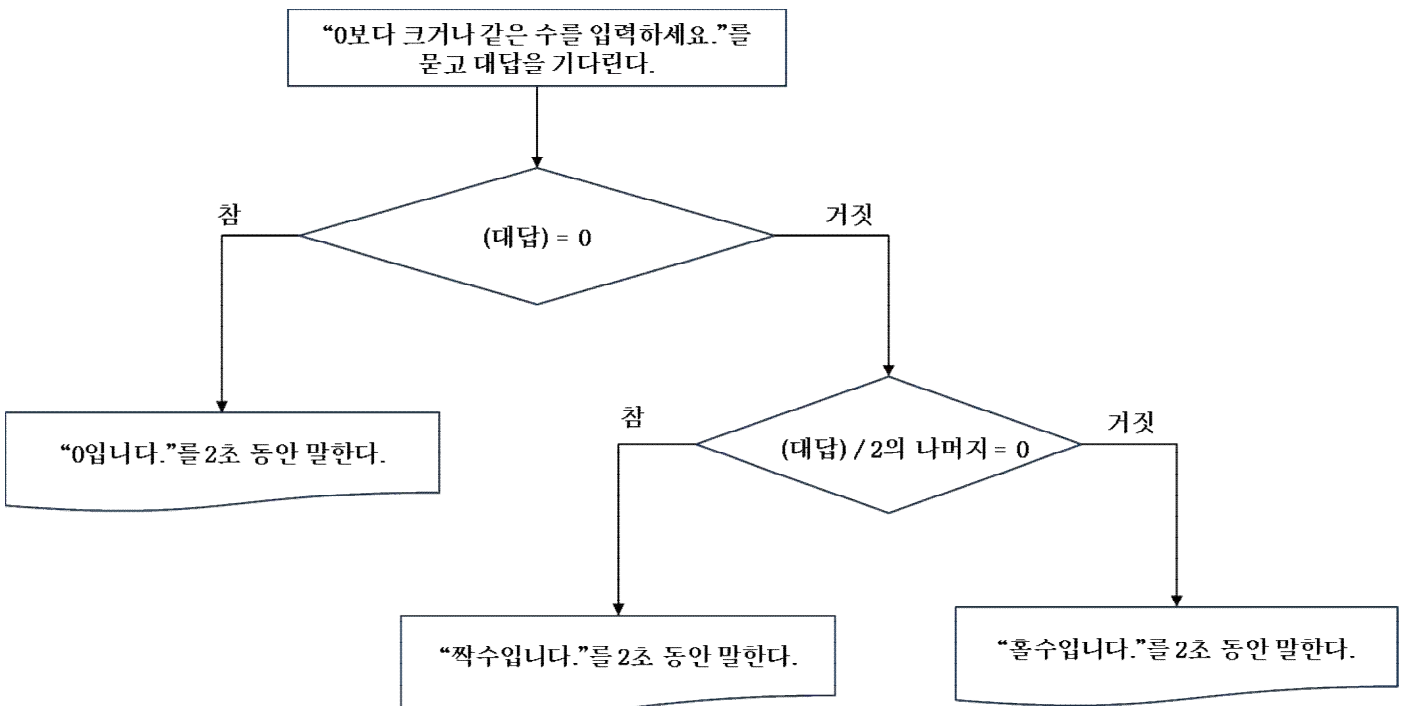 “0보다 크거나 같은 수를 입력하세요.”를
묻고 대답을 기다린다.
참
거짓
(대답) = 0
“0입니다.”를 2초 동안 말한다.
참
거짓
(대답) / 2의 나머지 = 0
“짝수입니다.”를 2초 동안 말한다.
“홀수입니다.”를 2초 동안 말한다.